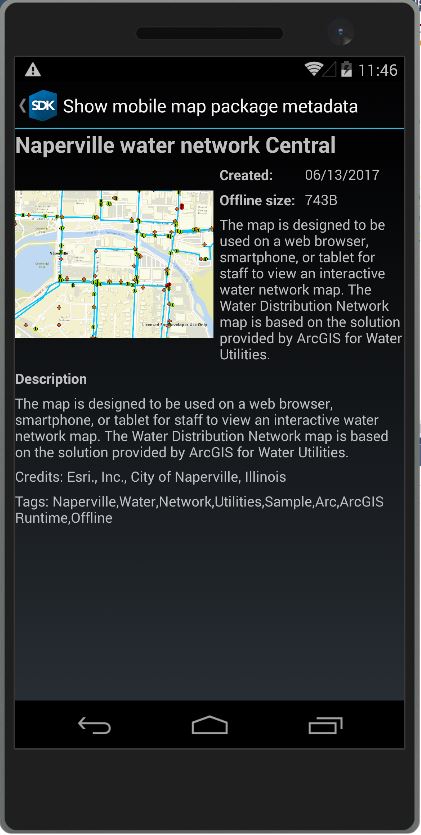 11:46
SDK
Show mobile map package metadata
Naperville water network Central
Created: 06/13/2017
Offline size: 743B
The map is designed to be
used on a web browser,
smartphone, or tablet for
staff to view an interactive
water network map. The
Water Distribution Network
map is based on the solution
provided by ArcGIS for Water
Utilities.
Description
The map is designed to be used on a web browser,
smartphone, or tablet for staff to view an interactive water
network map. The Water Distribution Network map is based
on the solution provided by ArcGIS for Water Utilities.
Credits: Esri., Inc., City of Naperville, Illinois
Tags: Naperville,Water,Network,Utilities,Sample,Arc,ArcGIS
Runtime,Offline